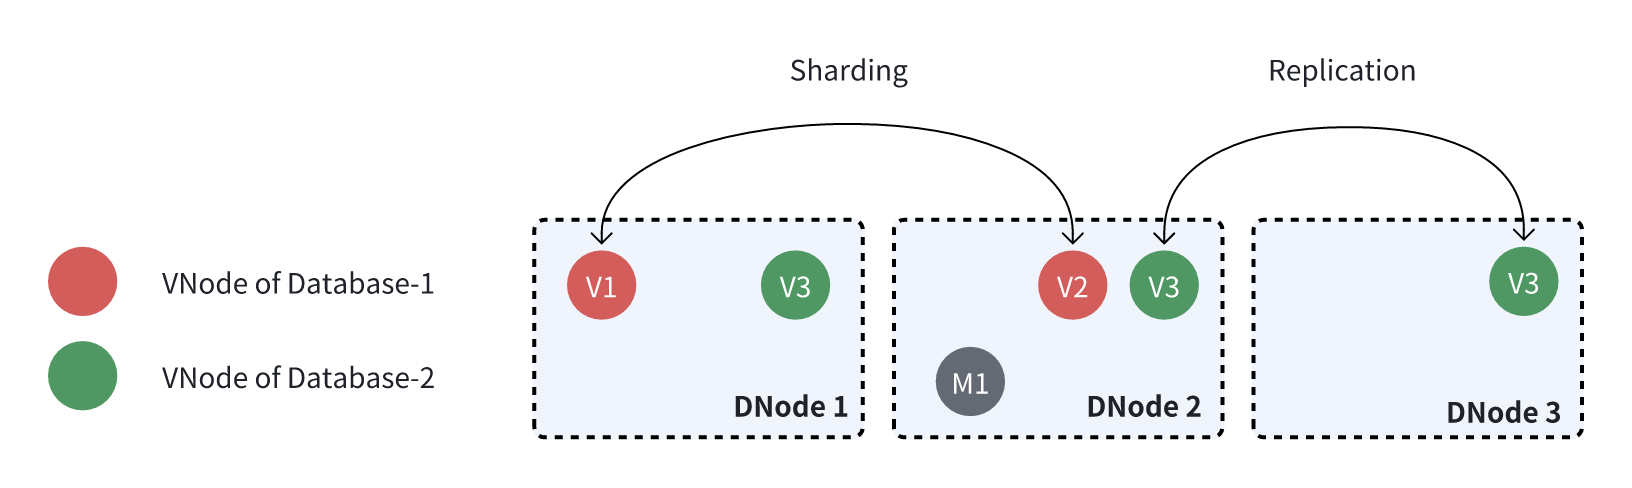 Sharding
Replication
VNode of Database-1
VNode of Database-2
V1
V3
DNode 1
V2
V3
M1
DNode 2
V3
DNode 3